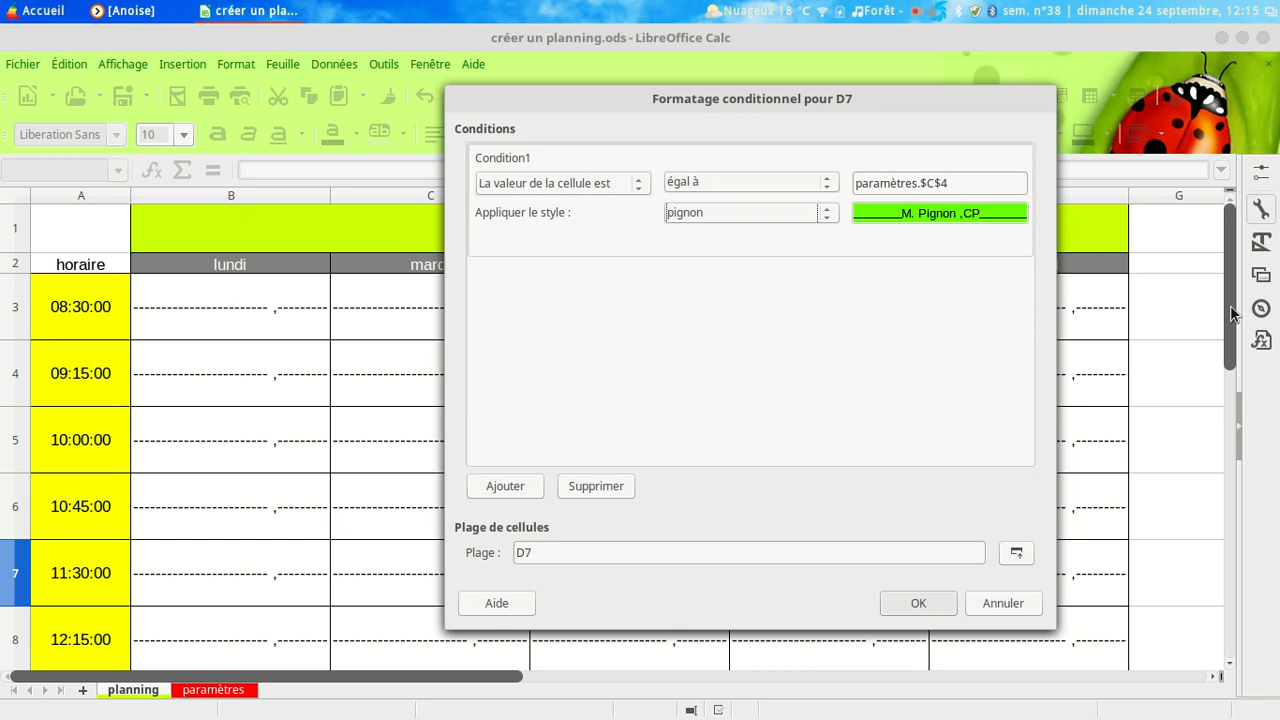 Accueil
[Anoise]
créer un pla...
Nuageux 18 °C
Forêt -
sem. n°38 | dimanche 24 septembre, 12:15
créer un planning.ods - LibreOffice Calc
Fichier Édition Affichage Insertion Format Feuille Données Outils Fenêtre Aide
Liberation Sans
10
Formatage conditionnel pour D7
Conditions
Condition1
La valeur de la cellule est
égal à
paramètres.$C$4
Appliquer le style :
pignon
M. Pignon ,CP
Ajouter
Supprimer
Plage de cellules
Plage :
D7
Aide
OK
Annuler
A B C G
1
2 horaire lundi marc
3 08:30:00 -------------------- ,--------
4 09:15:00 -------------------- ,--------
5 10:00:00 -------------------- ,--------
6 10:45:00 -------------------- ,--------
7 11:30:00 -------------------- ,--------
8 12:15:00 -------------------- ,--------
planning
paramètres